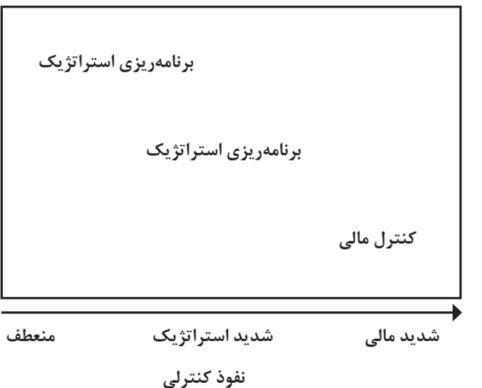 برنامه‌ریزی استراتژیک
برنامه‌ریزی استراتژیک
کنترل مالی
شدید مالی شدید استراتژیک منعطف
نفوذ کنترلی